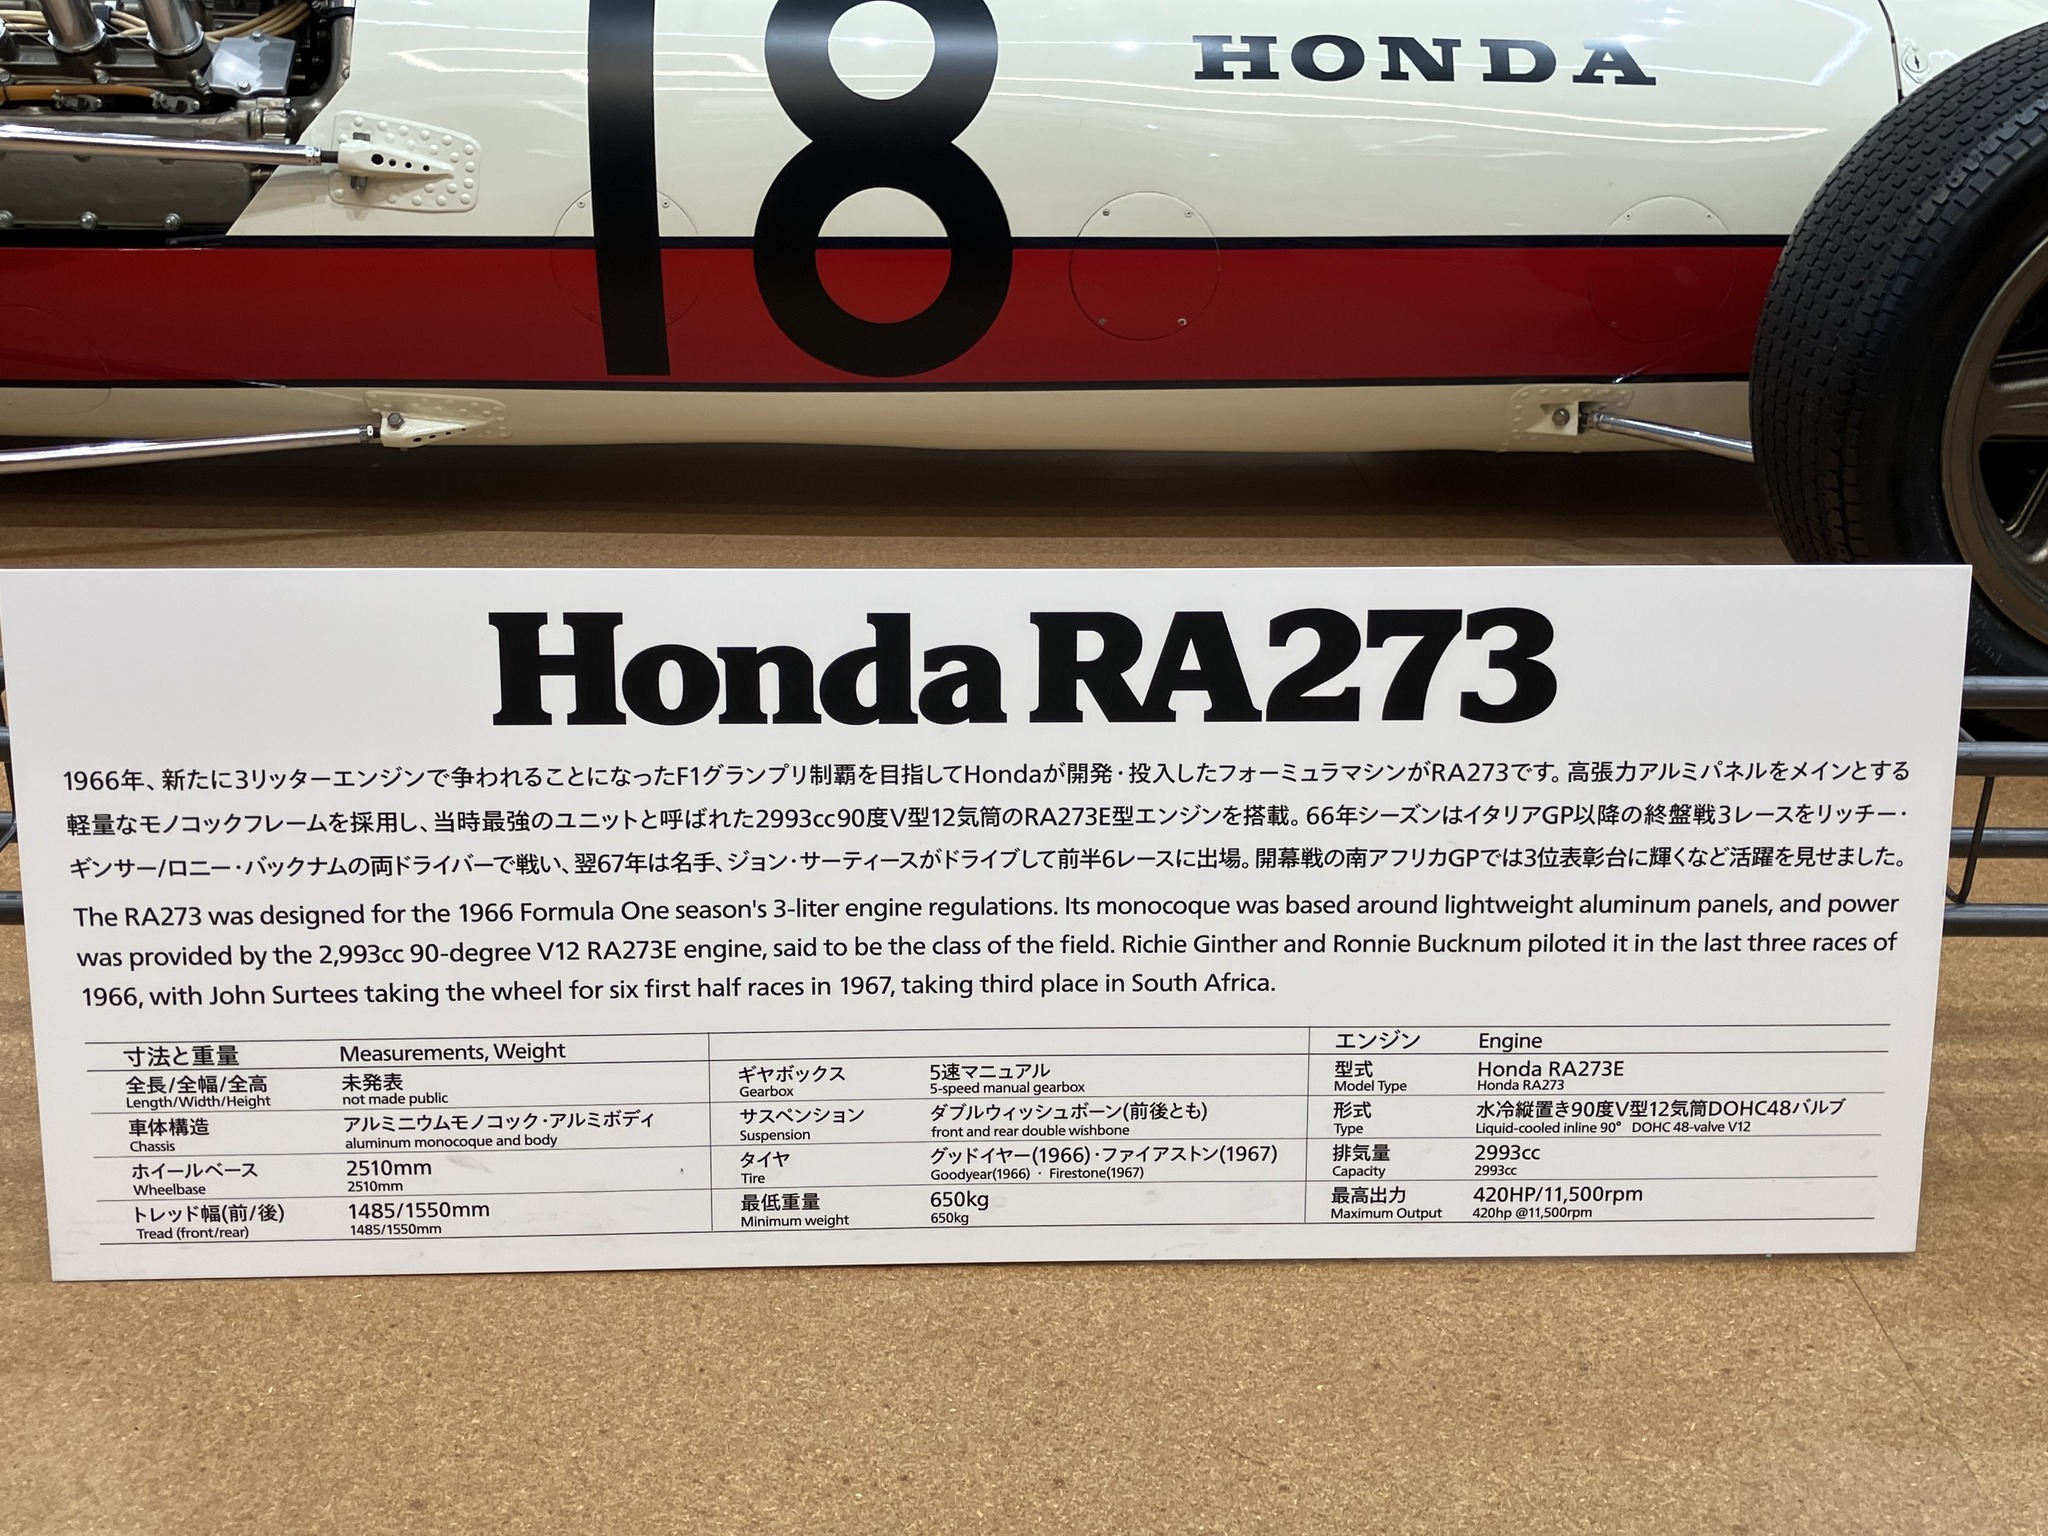 18
HONDA
Honda RA273
1966年、新たに3リッターエンジンで争われることになったF1グランプリ制覇を目指してHondaが開発・投入したフォーミュラマシンがRA273です。高張力アルミパネルをメインとする
軽量なモノコックフレームを採用し、当時最強のユニットと呼ばれた2993cc90度V型12気筒のRA273E型エンジンを搭載。66年シーズンはイタリアGP以降の終盤戦3レースをリッチー・
ギンサー/ロニー・バックナムの両ドライバーで戦い、翌67年は名手、ジョン・サーティースがドライブして前半6レースに出場。開幕戦の南アフリカGPでは3位表彰台に輝くなど活躍を見せました。
The RA273 was designed for the 1966 Formula One season's 3-liter engine regulations. Its monocoque was based around lightweight aluminum panels, and power
was provided by the 2,993cc 90-degree V12 RA273E engine, said to be the class of the field. Richie Ginther and Ronnie Bucknum piloted it in the last three races of
1966, with John Surtees taking the wheel for six first half races in 1967, taking third place in South Africa.
寸法と重量 Measurements, Weight
全長/全幅/全高 未発表
Length/Width/Height not made public
車体構造 アルミニウムモノコック・アルミボディ
Chassis aluminum monocoque and body
ホイールベース 2510mm
Wheelbase 2510mm
トレッド幅(前/後) 1485/1550mm
Tread (front/rear) 1485/1550mm
ギヤボックス 5速マニュアル
Gearbox 5-speed manual gearbox
サスペンション ダブルウィッシュボーン(前後とも)
Suspension front and rear double wishbone
タイヤ グッドイヤー(1966)・ファイアストン(1967)
Tire Goodyear(1966) ・ Firestone(1967)
最低重量 650kg
Minimum weight 650kg
エンジン Engine
型式 Honda RA273E
Model Type Honda RA273
形式 水冷縦置き90度V型12気筒DOHC48バルブ
Type Liquid-cooled inline 90° DOHC 48-valve V12
排気量 2993cc
Capacity 2993cc
最高出力 420HP/11,500rpm
Maximum Output 420hp @11,500rpm